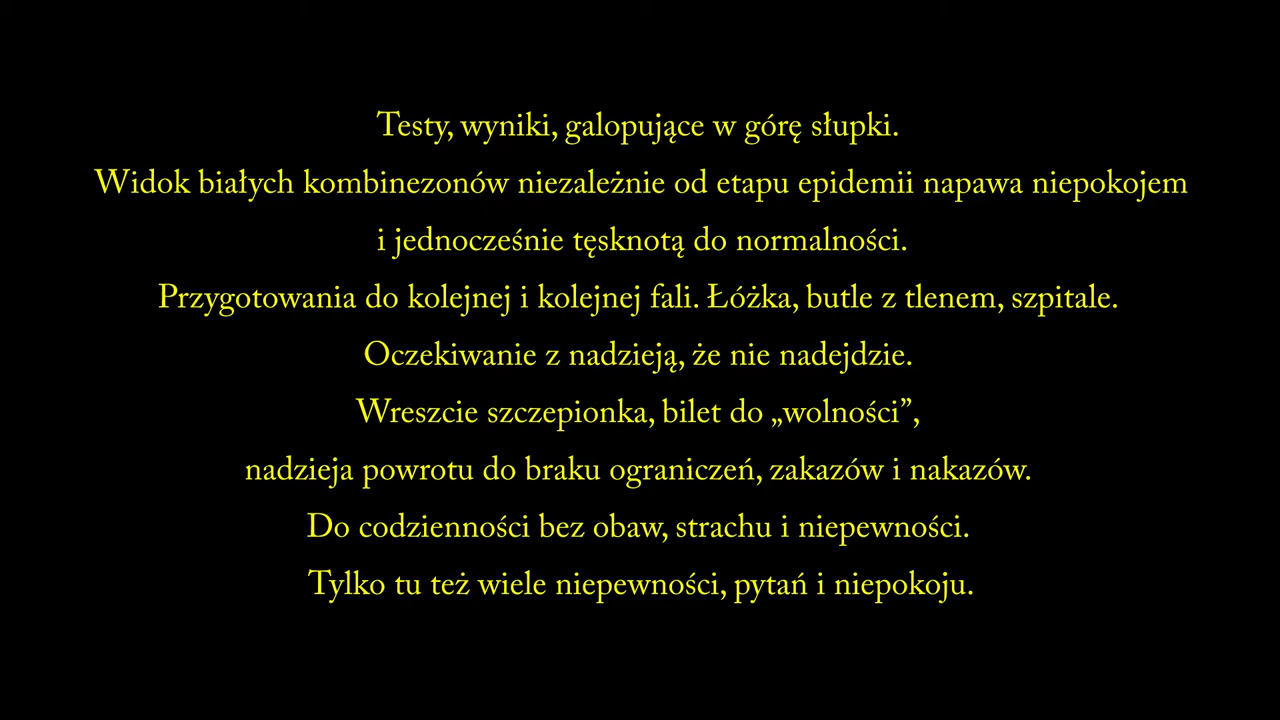 Testy, wyniki, galopujące w górę słupki.
Widok białych kombinezonów niezależnie od etapu epidemii napawa niepokojem
i jednocześnie tęsknotą do normalności.
Przygotowania do kolejnej i kolejnej fali. Łóżka, butle z tlenem, szpitale.
Oczekiwanie z nadzieją, że nie nadejdzie.
Wreszcie szczepionka, bilet do „wolności”,
nadzieja powrotu do braku ograniczeń, zakazów i nakazów.
Do codzienności bez obaw, strachu i niepewności.
Tylko tu też wiele niepewności, pytań i niepokoju.